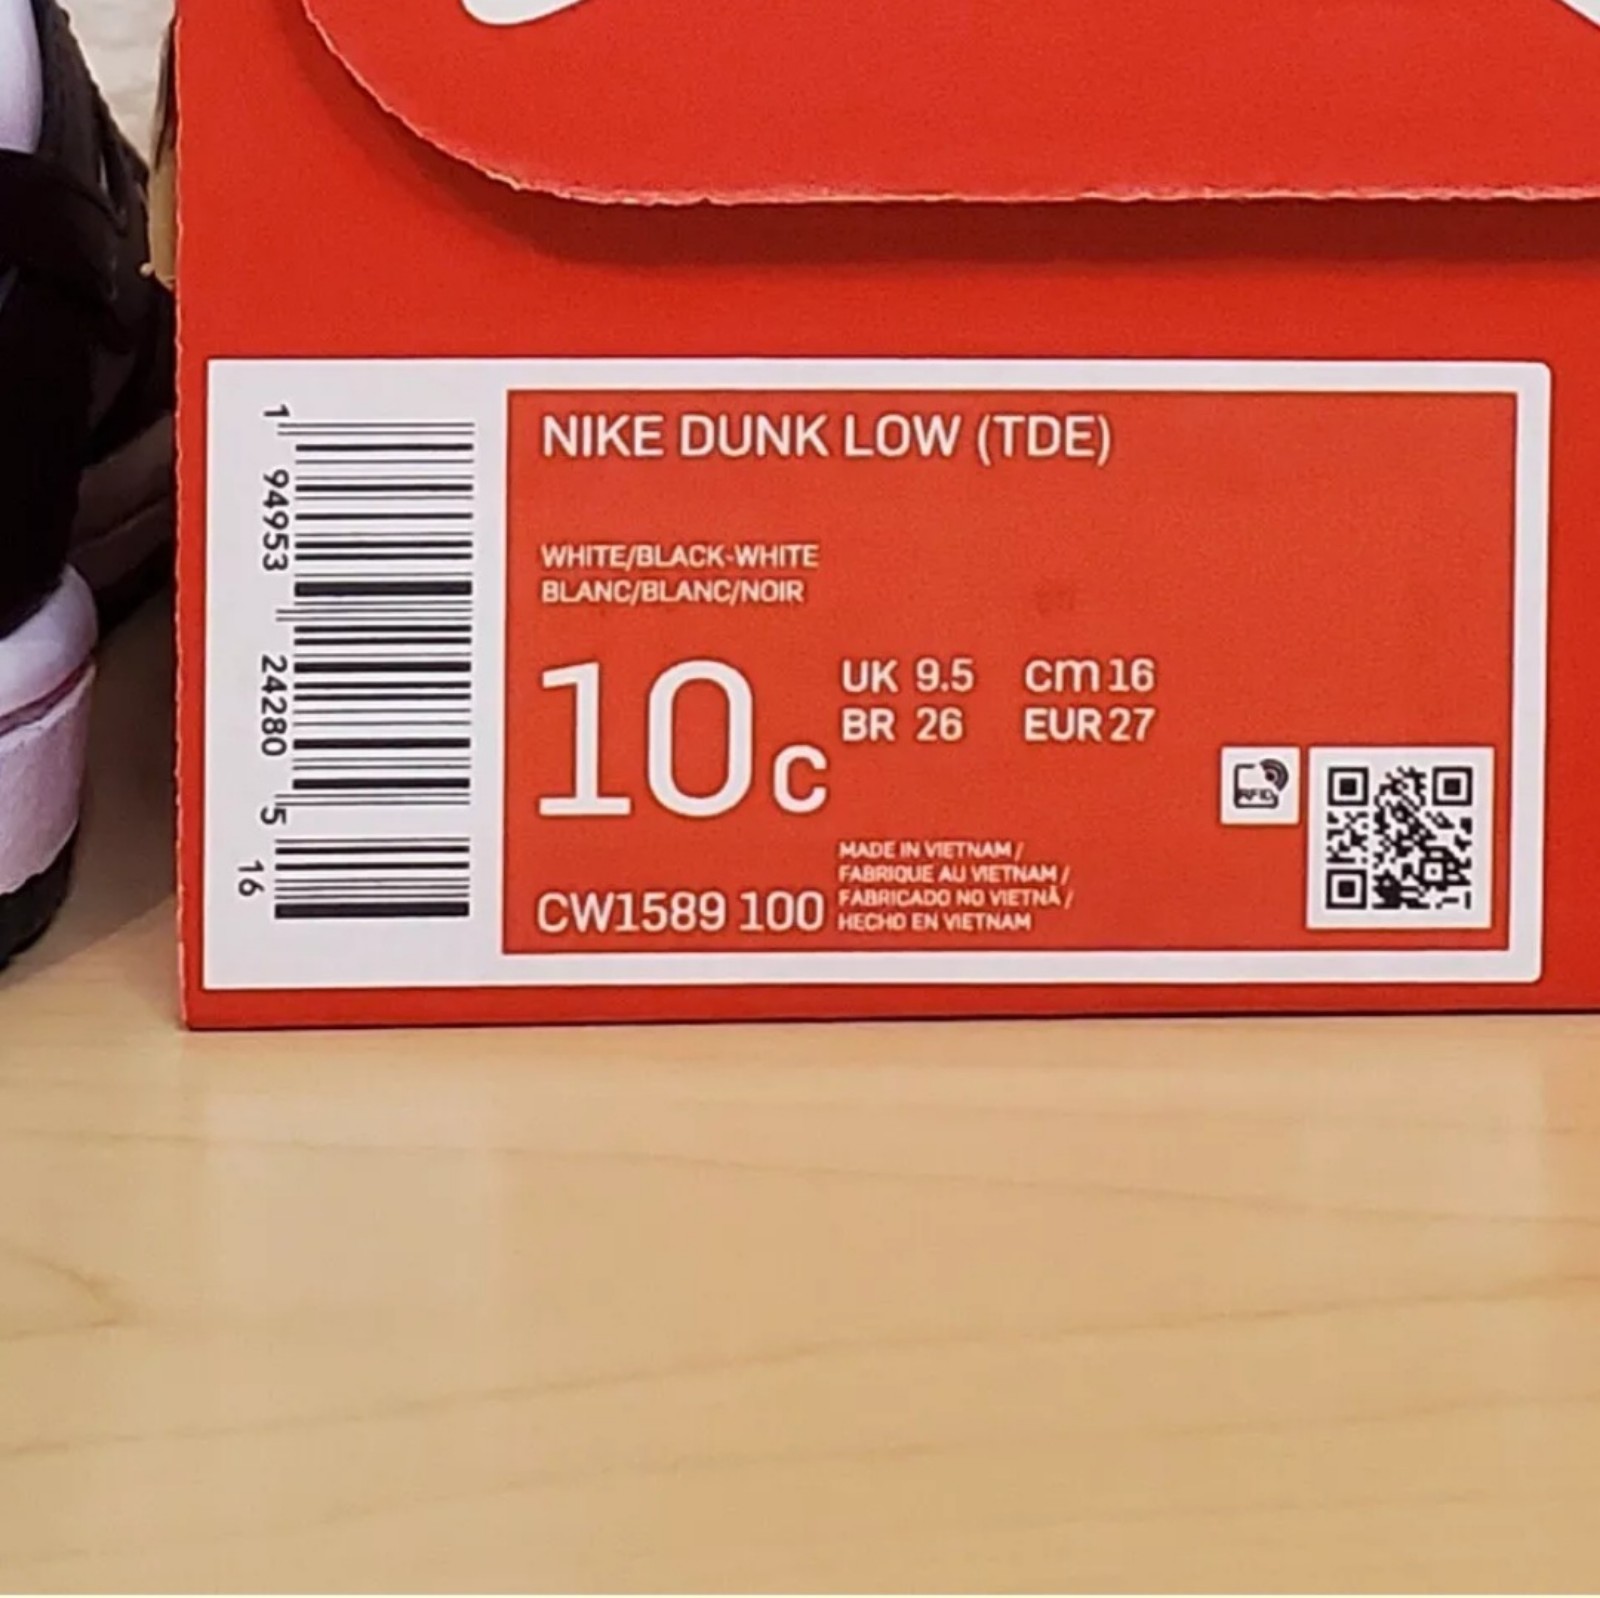 NIKE DUNK LOW (TDE)
WHITE/BLACK-WHITE
BLANC/BLANC/NOIR
10c
UK 9.5 cm 16
BR 26 EUR 27
CW1589 100
MADE IN VIETNAM /
FABRIQUE AU VIETNAM /
FABRICADO NO VIETNÃ /
HECHO EN VIETNAM
RFID
1 94953 24280 5
16